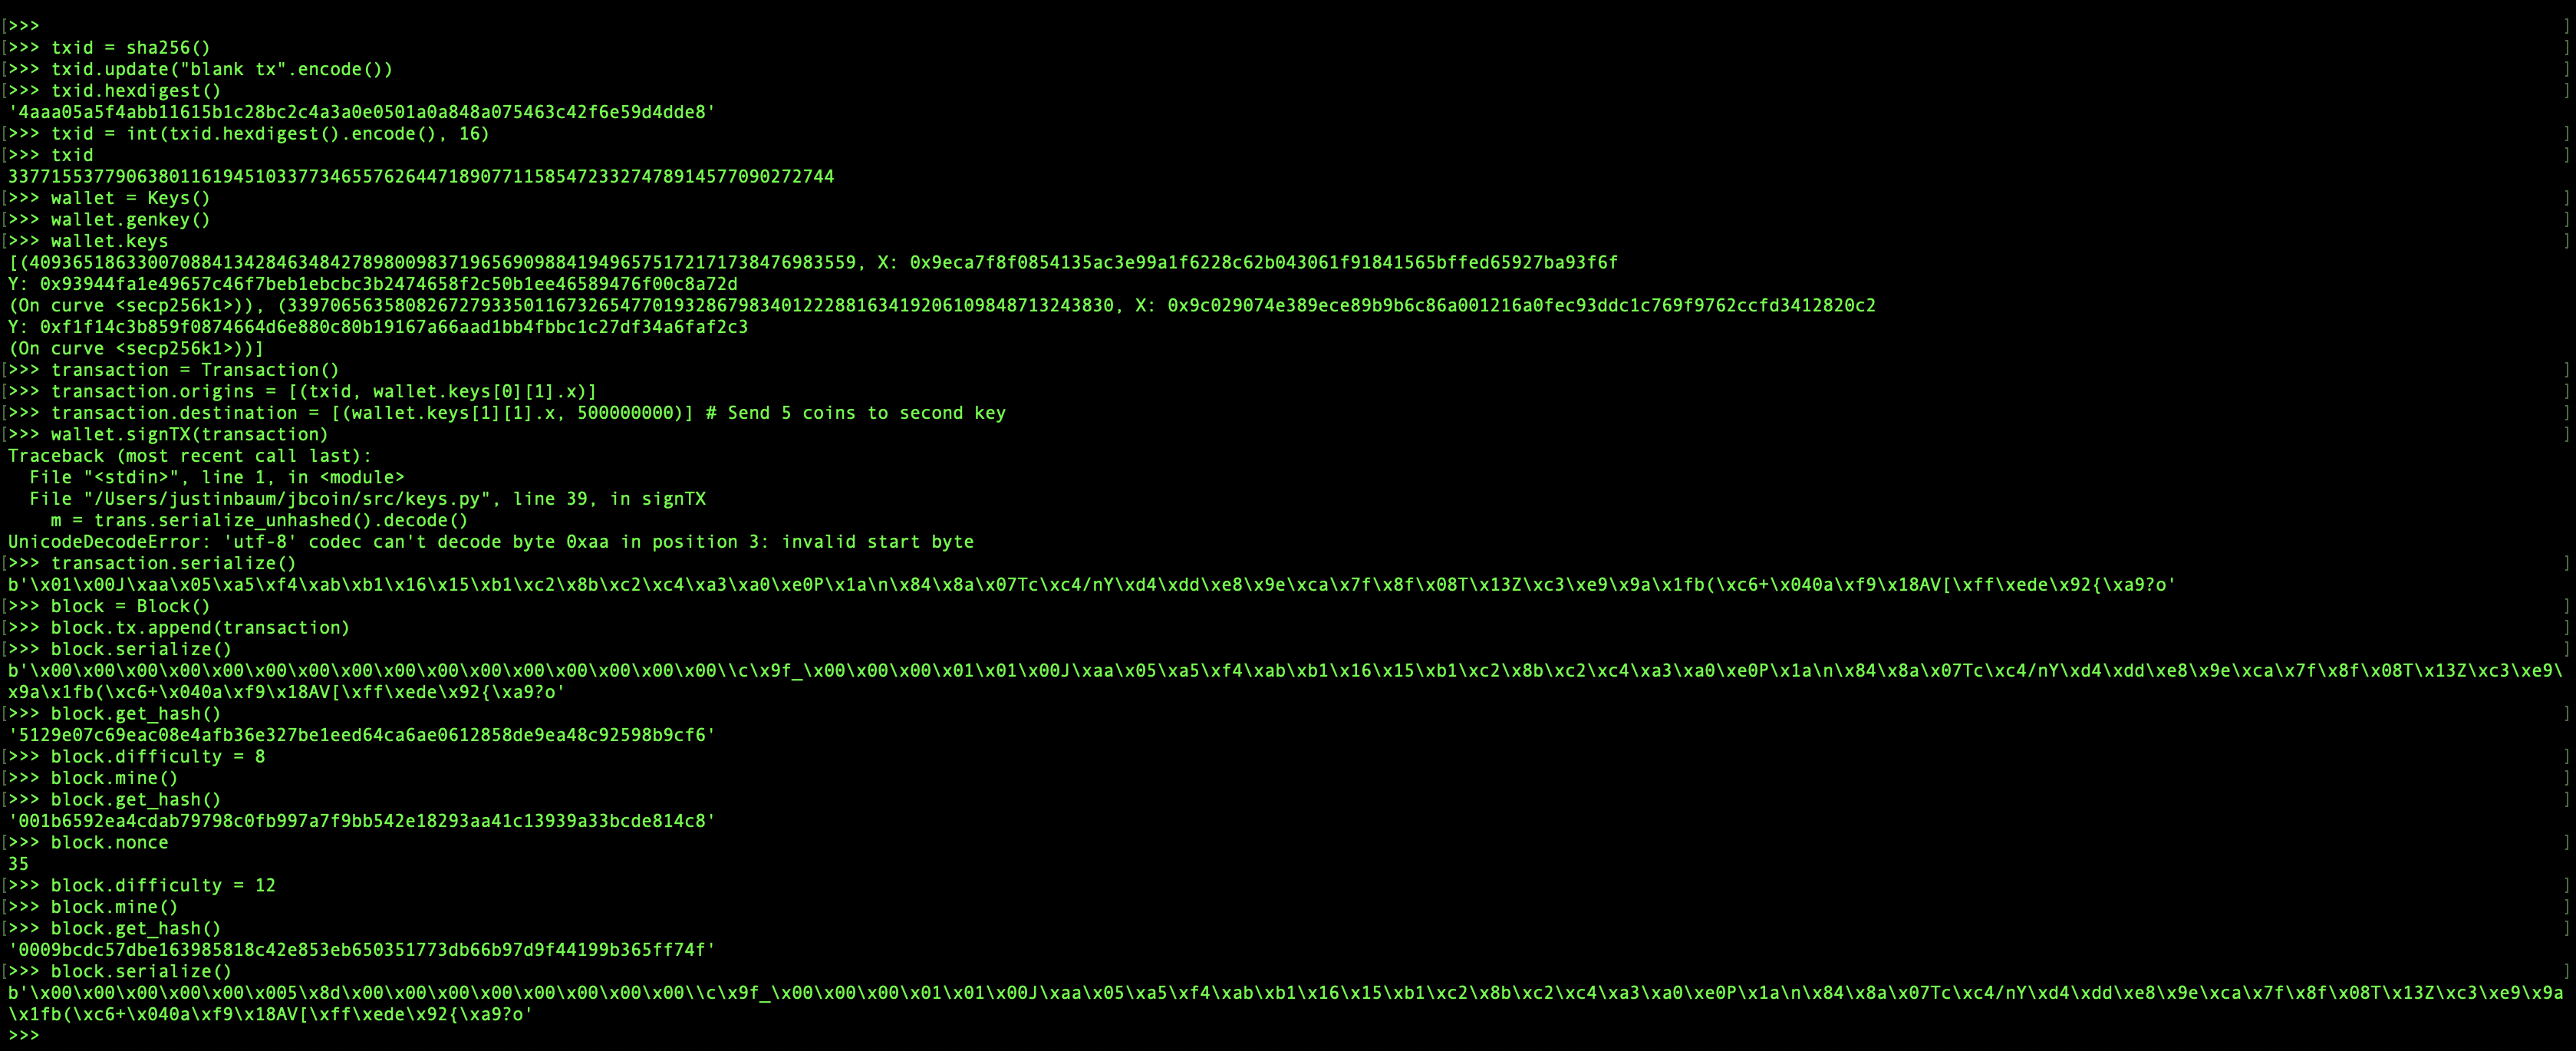 [>>> ]
[>>> txid = sha256() ]
[>>> txid.update("blank tx".encode()) ]
[>>> txid.hexdigest() ]
'4aaa05a5f4abb11615b1c28bc2c4a3a0e0501a0a848a075463c42f6e59d4dde8'
[>>> txid = int(txid.hexdigest().encode(), 16) ]
[>>> txid ]
33771553779063801161945103377346557626447189077115854723327478914577090272744
[>>> wallet = Keys() ]
[>>> wallet.genkey() ]
[>>> wallet.keys ]
[(40936518633007088413428463484278980098371965690988419496575172171738476983559, X: 0x9eca7f8f0854135ac3e99a1f6228c62b043061f91841565bffed65927ba93f6f
Y: 0x93944fa1e49657c46f7beb1ebcbc3b2474658f2c50b1ee46589476f00c8a72d
(On curve <secp256k1>)), (33970656358082672793350116732654770193286798340122288163419206109848713243830, X: 0x9c029074e389ece89b9b6c86a001216a0fec93ddc1c769f9762ccfd3412820c2
Y: 0xf1f14c3b859f0874664d6e880c80b19167a66aad1bb4fbbc1c27df34a6faf2c3
(On curve <secp256k1>))]
[>>> transaction = Transaction() ]
[>>> transaction.origins = [(txid, wallet.keys[0][1].x)] ]
[>>> transaction.destination = [(wallet.keys[1][1].x, 500000000)] # Send 5 coins to second key ]
[>>> wallet.signTX(transaction) ]
Traceback (most recent call last):
  File "<stdin>", line 1, in <module>
  File "/Users/justinbaum/jbcoin/src/keys.py", line 39, in signTX
    m = trans.serialize_unhashed().decode()
UnicodeDecodeError: 'utf-8' codec can't decode byte 0xaa in position 3: invalid start byte
[>>> transaction.serialize() ]
b'\x01\x00J\xaa\x05\xa5\xf4\xab\xb1\x16\x15\xb1\xc2\x8b\xc2\xc4\xa3\xa0\xe0P\x1a\n\x84\x8a\x07Tc\xc4/nY\xd4\xdd\xe8\x9e\xca\x7f\x8f\x08T\x13Z\xc3\xe9\x9a\x1fb(\xc6+\x040a\xf9\x18AV[\xff\xede\x92{\xa9?o'
[>>> block = Block() ]
[>>> block.tx.append(transaction) ]
[>>> block.serialize() ]
b'\x00\x00\x00\x00\x00\x00\x00\x00\x00\x00\x00\x00\x00\x00\x00\x00\\c\x9f_\x00\x00\x00\x01\x01\x00J\xaa\x05\xa5\xf4\xab\xb1\x16\x15\xb1\xc2\x8b\xc2\xc4\xa3\xa0\xe0P\x1a\n\x84\x8a\x07Tc\xc4/nY\xd4\xdd\xe8\x9e\xca\x7f\x8f\x08T\x13Z\xc3\xe9\
x9a\x1fb(\xc6+\x040a\xf9\x18AV[\xff\xede\x92{\xa9?o'
[>>> block.get_hash() ]
'5129e07c69eac08e4afb36e327be1eed64ca6ae0612858de9ea48c92598b9cf6'
[>>> block.difficulty = 8 ]
[>>> block.mine() ]
[>>> block.get_hash() ]
'001b6592ea4cdab79798c0fb997a7f9bb542e18293aa41c13939a33bcde814c8'
[>>> block.nonce ]
35
[>>> block.difficulty = 12 ]
[>>> block.mine() ]
[>>> block.get_hash() ]
'0009bcdc57dbe163985818c42e853eb650351773db66b97d9f44199b365ff74f'
[>>> block.serialize() ]
b'\x00\x00\x00\x00\x00\x005\x8d\x00\x00\x00\x00\x00\x00\x00\x00\\c\x9f_\x00\x00\x00\x01\x01\x00J\xaa\x05\xa5\xf4\xab\xb1\x16\x15\xb1\xc2\x8b\xc2\xc4\xa3\xa0\xe0P\x1a\n\x84\x8a\x07Tc\xc4/nY\xd4\xdd\xe8\x9e\xca\x7f\x8f\x08T\x13Z\xc3\xe9\x9a
\x1fb(\xc6+\x040a\xf9\x18AV[\xff\xede\x92{\xa9?o'
>>>